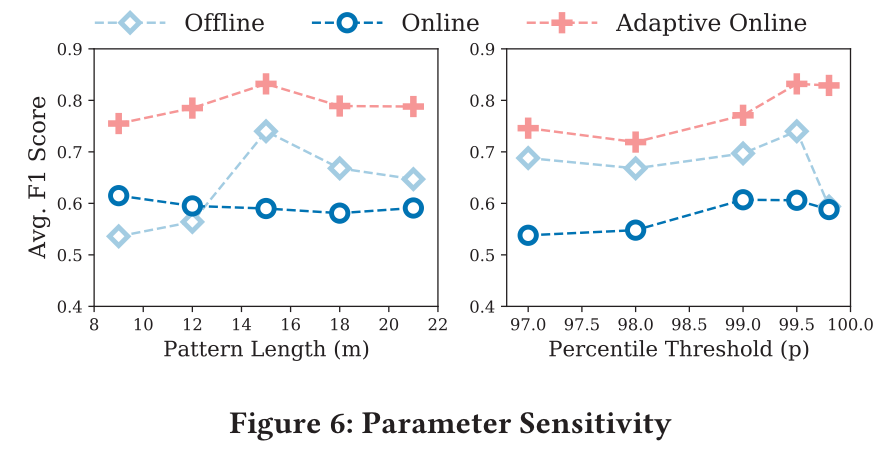 Offline Online Adaptive Online
0.9
0.8
0.7
0.6
0.5
0.4
Avg. F1 Score
8 10 12 14 16 18 20 22
Pattern Length (m)
0.9
0.8
0.7
0.6
0.5
0.4
97.0 97.5 98.0 98.5 99.0 99.5 100.0
Percentile Threshold (p)
Figure 6: Parameter Sensitivity